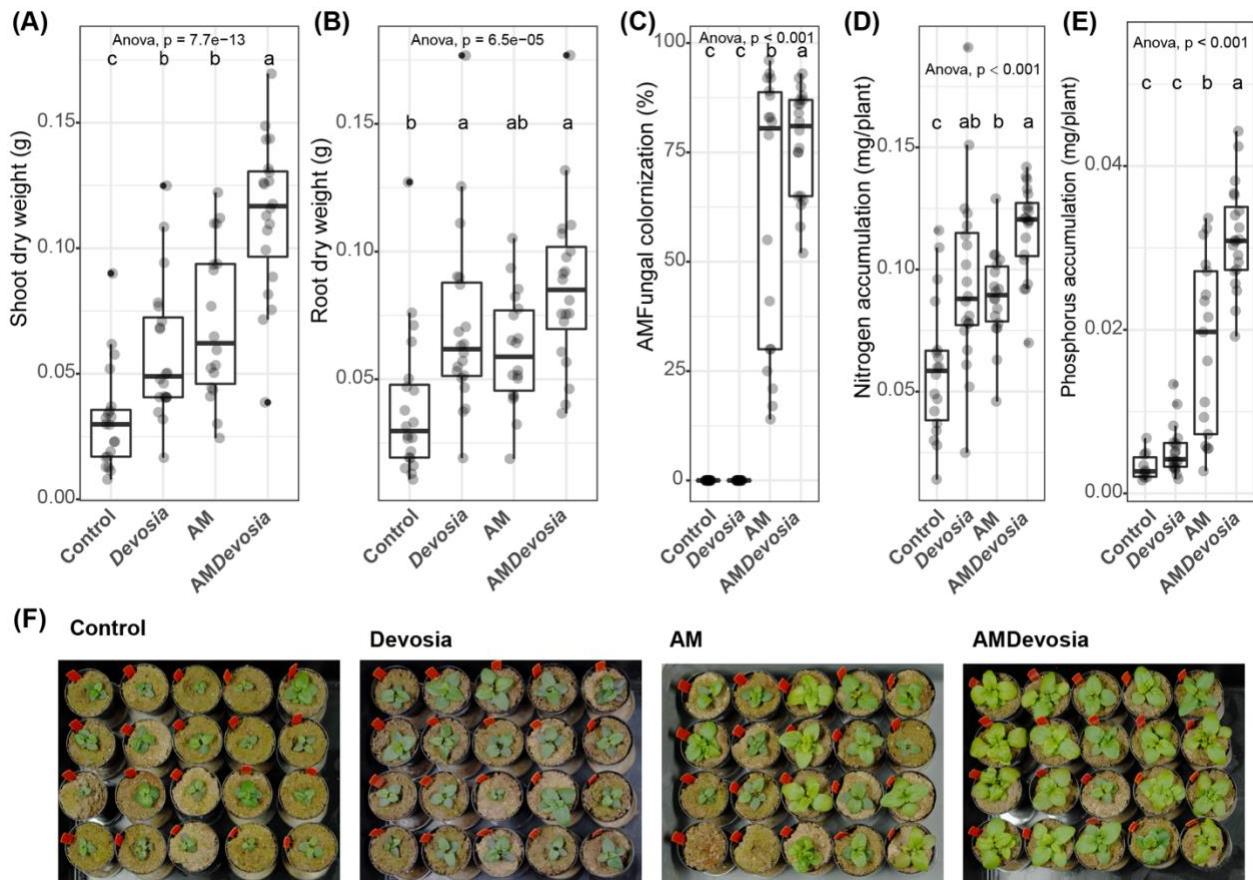 (A)
Anova, p = 7.7e−13
c b b a
Shoot dry weight (g)
0.15
0.10
0.05
0.00
Control
Devosia
AM
AMDevosia
(B)
Anova, p = 6.5e−05
b a ab a
Root dry weight (g)
0.15
0.10
0.05
Control
Devosia
AM
AMDevosia
(C)
Anova, p < 0.001
c c b a
AMFungal colornization (%)
100
75
50
25
0
Control
Devosia
AM
AMDevosia
(D)
Anova, p < 0.001
c ab b a
Nitrogen accumulation (mg/plant)
0.15
0.10
0.05
Control
Devosia
AM
AMDevosia
(E)
Anova, p < 0.001
c c b a
Phosphorus accumulation (mg/plant)
0.04
0.02
0.00
Control
Devosia
AM
AMDevosia
(F)
Control
Devosia
AM
AMDevosia